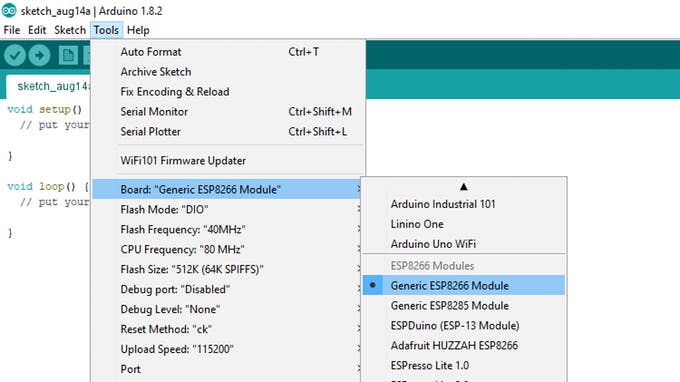 sketch_aug14a | Arduino 1.8.2
File Edit Sketch Tools Help
sketch_aug14a
void setup()
// put your
}
void loop() {
// put your
}
Auto Format Ctrl+T
Archive Sketch
Fix Encoding & Reload
Serial Monitor Ctrl+Shift+M
Serial Plotter Ctrl+Shift+L
WiFi101 Firmware Updater
Board: "Generic ESP8266 Module"
Flash Mode: "DIO"
Flash Frequency: "40MHz"
CPU Frequency: "80 MHz"
Flash Size: "512K (64K SPIFFS)"
Debug port: "Disabled"
Debug Level: "None"
Reset Method: "ck"
Upload Speed: "115200"
Port
Arduino Industrial 101
Linino One
Arduino Uno WiFi
ESP8266 Modules
Generic ESP8266 Module
Generic ESP8285 Module
ESPDuino (ESP-13 Module)
Adafruit HUZZAH ESP8266
ESPresso Lite 1.0